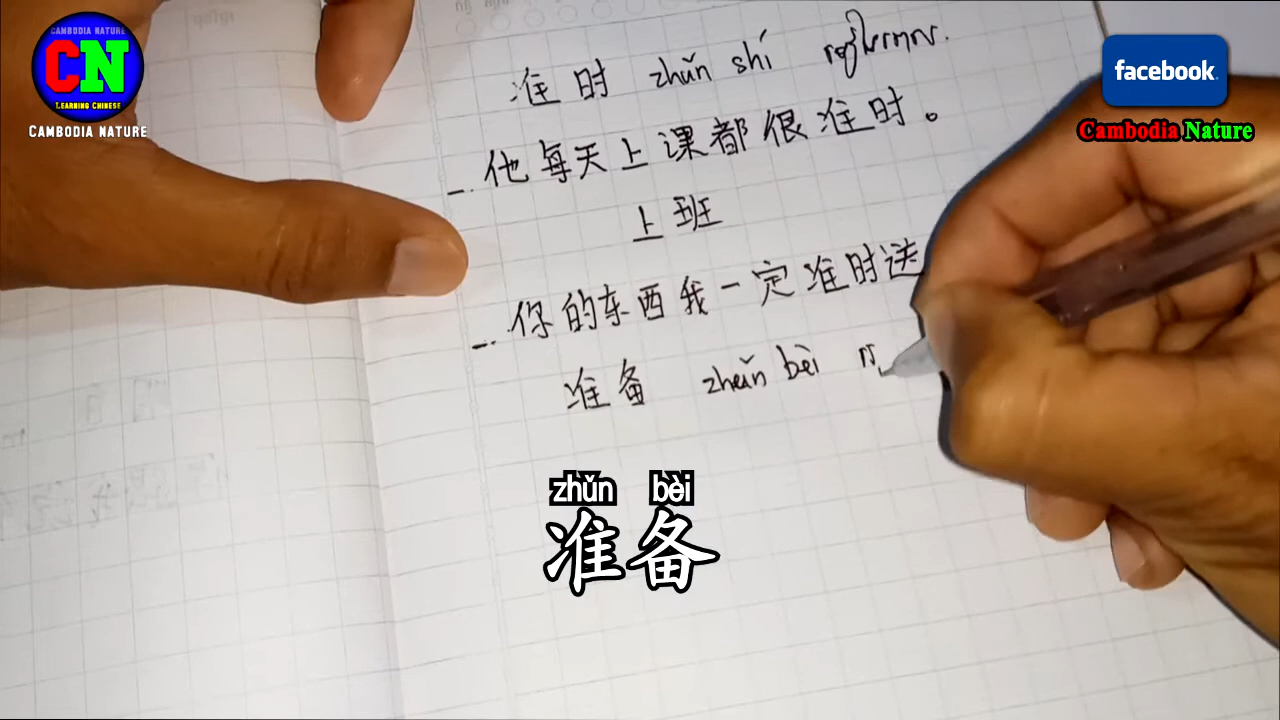 CAMBODIA NATURE
CN
LEARNING CHINESE
CAMBODIA NATURE
facebook
Cambodia Nature
准时 zhǔn shí
他每天上课都很准时。
上班
你的东西我一定准时送
准备 zhǔn bèi
zhǔn bèi
准备